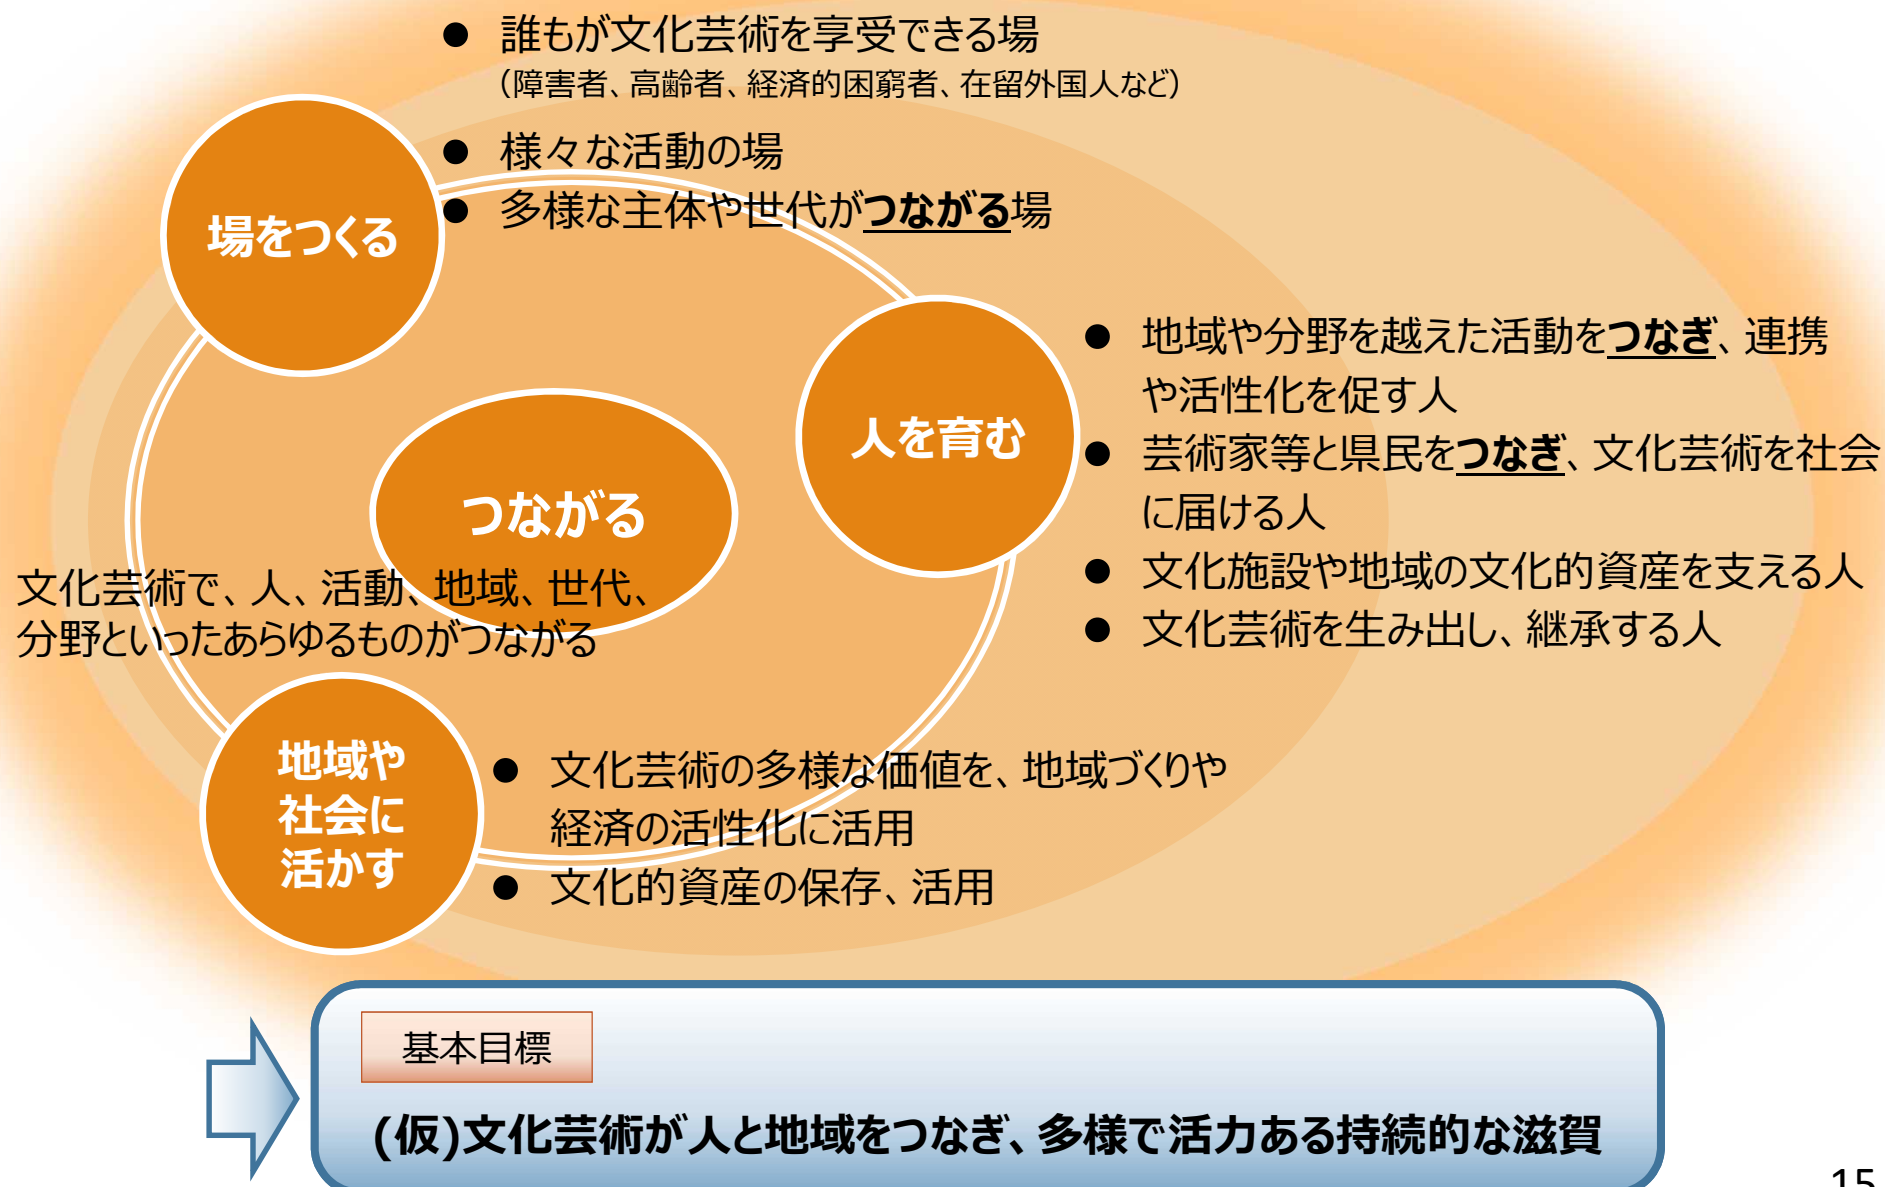 ● 誰もが文化芸術を享受できる場
（障害者、高齢者、経済的困窮者、在留外国人など）
● 様々な活動の場
● 多様な主体や世代がつながる場
場をつくる
人を育む
● 地域や分野を越えた活動をつなぎ、連携
や活性化を促す人
● 芸術家等と県民をつなぎ、文化芸術を社会
に届ける人
● 文化施設や地域の文化的資産を支える人
● 文化芸術を生み出し、継承する人
つながる
文化芸術で、人、活動、地域、世代、
分野といったあらゆるものがつながる
地域や
社会に
活かす
● 文化芸術の多様な価値を、地域づくりや
経済の活性化に活用
● 文化的資産の保存、活用
基本目標
(仮)文化芸術が人と地域をつなぎ、多様で活力ある持続的な滋賀
15